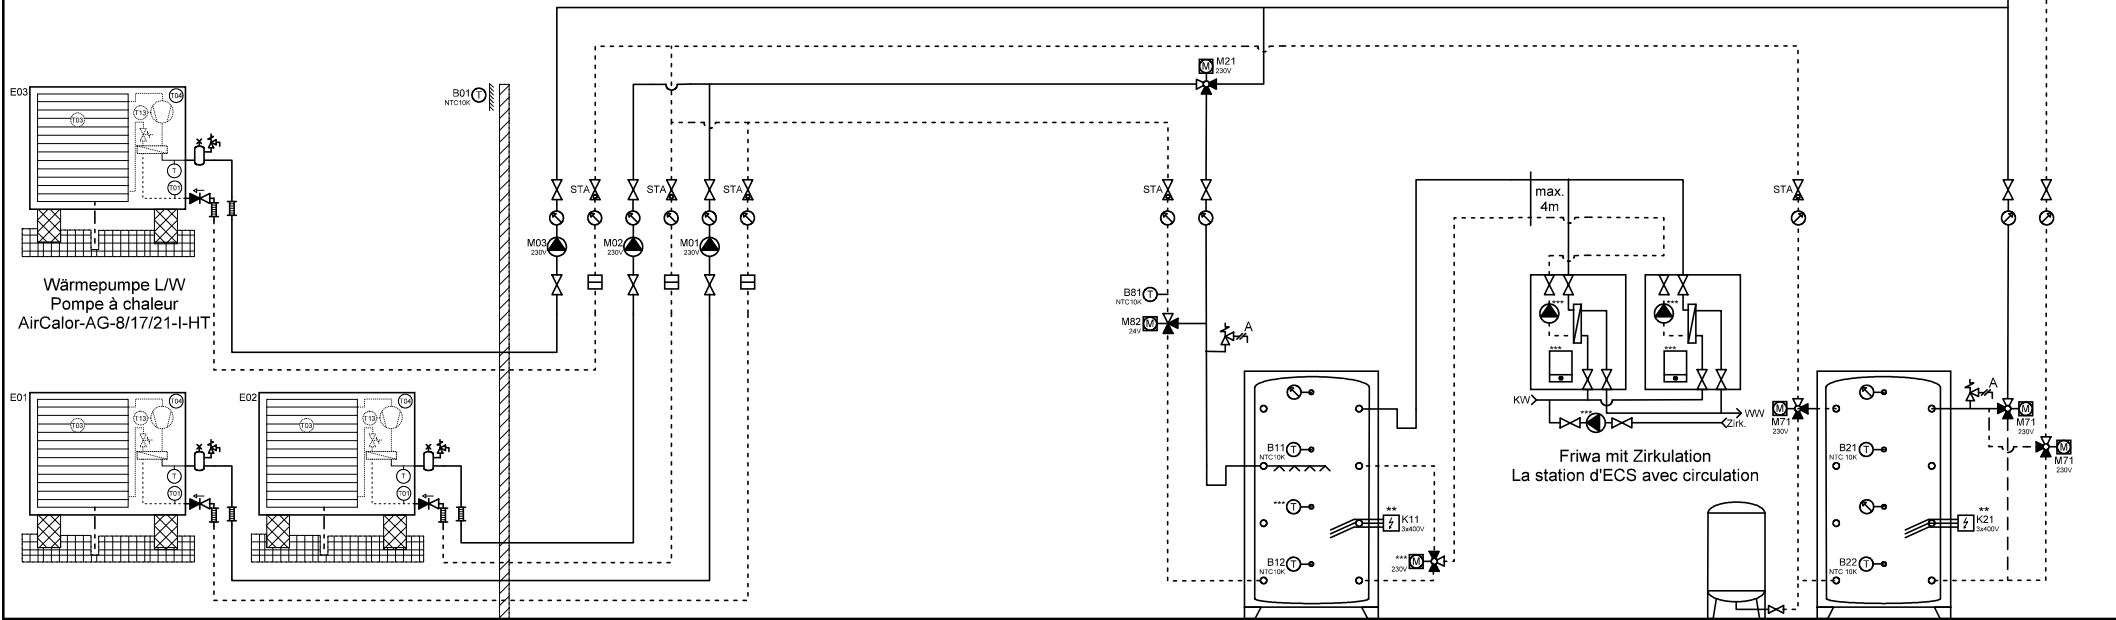 M21
230V
E03
T04
T13
T03
T
T01
B01
NTC10K
T
STA
STA
STA
STA
STA
max.
4m
M03
230V
M02
230V
M01
230V
Wärmepumpe L/W
Pompe à chaleur
AirCalor-AG-8/17/21-I-HT
B81
NTC10K
T
M82
24V
M
A
***
***
***
***
E01
T04
T13
T03
T
T01
E02
T04
T13
T03
T
T01
KW
***
WW
Zirk.
M
M71
230V
A
M
M71
230V
M
M71
230V
Friwa mit Zirkulation
La station d'ECS avec circulation
B11
NTC10K
T
***
T
**
K11
3x400V
B12
NTC10K
T
***
230V
M
B21
NTC 10K
T
**
K21
3x400V
B22
NTC 10K
T